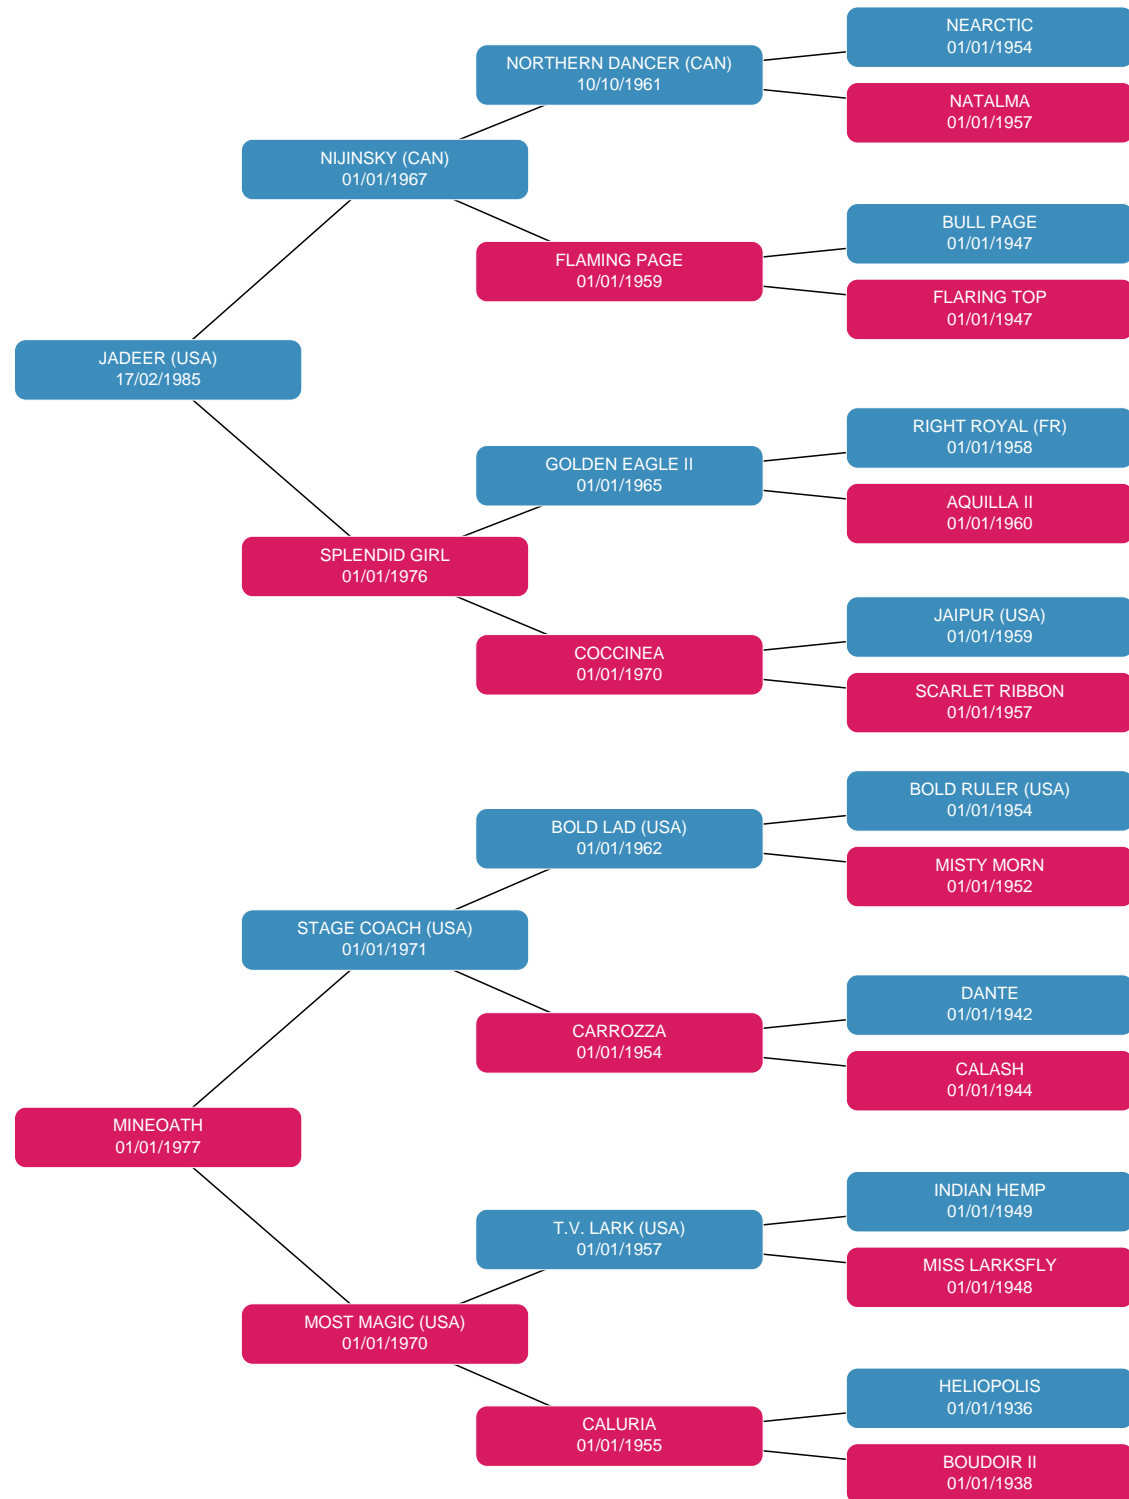 NEARCTIC
01/01/1954
NORTHERN DANCER (CAN)
10/10/1961
NATALMA
01/01/1957
NIJINSKY (CAN)
01/01/1967
BULL PAGE
01/01/1947
FLAMING PAGE
01/01/1959
FLARING TOP
01/01/1947
JADEER (USA)
17/02/1985
RIGHT ROYAL (FR)
01/01/1958
GOLDEN EAGLE II
01/01/1965
AQUILLA II
01/01/1960
SPLENDID GIRL
01/01/1976
JAIPUR (USA)
01/01/1959
COCCINEA
01/01/1970
SCARLET RIBBON
01/01/1957
BOLD RULER (USA)
01/01/1954
BOLD LAD (USA)
01/01/1962
MISTY MORN
01/01/1952
STAGE COACH (USA)
01/01/1971
DANTE
01/01/1942
CARROZZA
01/01/1954
CALASH
01/01/1944
MINEOATH
01/01/1977
INDIAN HEMP
01/01/1949
T.V. LARK (USA)
01/01/1957
MISS LARKSFLY
01/01/1948
MOST MAGIC (USA)
01/01/1970
HELIOPOLIS
01/01/1936
CALURIA
01/01/1955
BOUDOIR II
01/01/1938